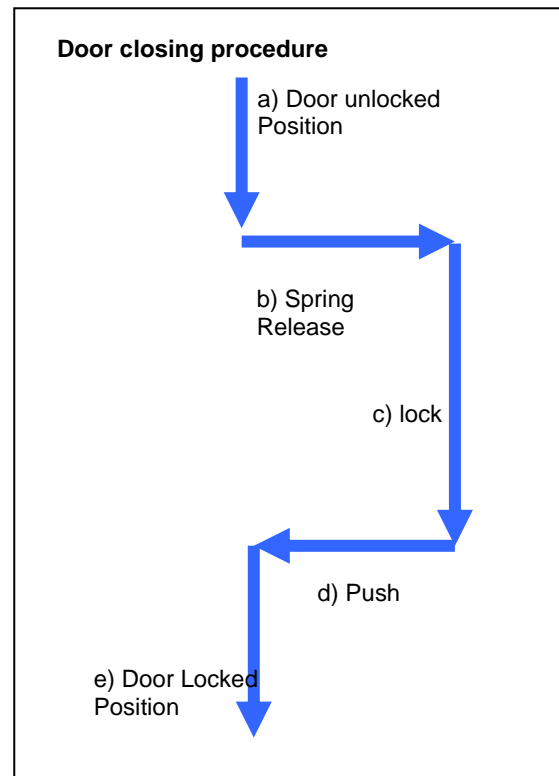 Door closing procedure
a) Door unlocked
Position
b) Spring
Release
c) lock
d) Push
e) Door Locked
Position